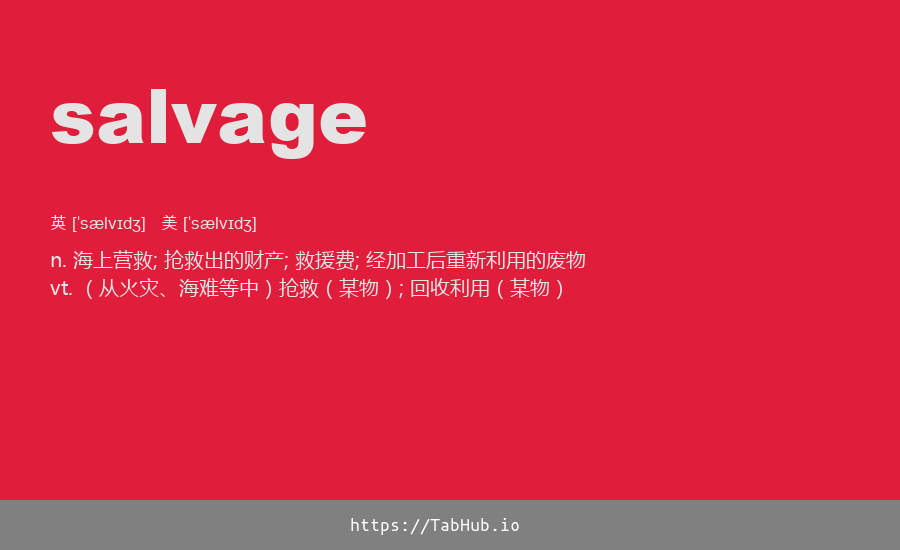 salvage
英 [ˈsælvɪdʒ] 美 [ˈsælvɪdʒ]
n. 海上营救; 抢救出的财产; 救援费; 经加工后重新利用的废物
vt. （从火灾、海难等中）抢救（某物）; 回收利用（某物）
https://TabHub.io